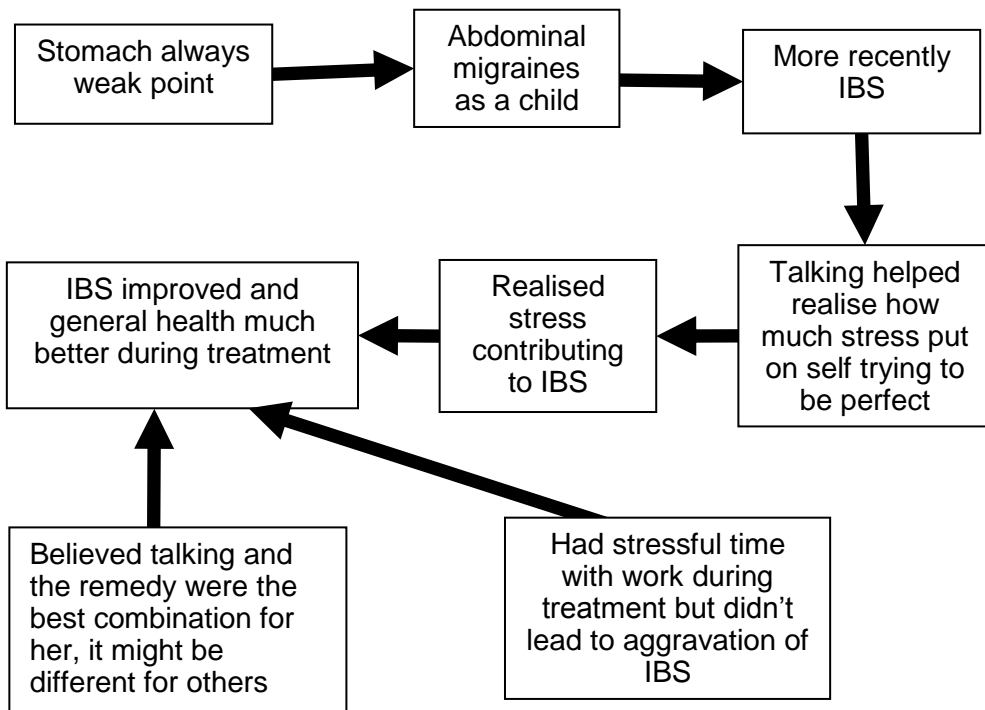 Stomach always
weak point
Abdominal
migraines
as a child
More recently
IBS
Talking helped
realise how
much stress put
on self trying to
be perfect
Realised
stress
contributing
to IBS
IBS improved and
general health much
better during treatment
Believed talking and
the remedy were the
best combination for
her, it might be
different for others
Had stressful time
with work during
treatment but didn’t
lead to aggravation of
IBS